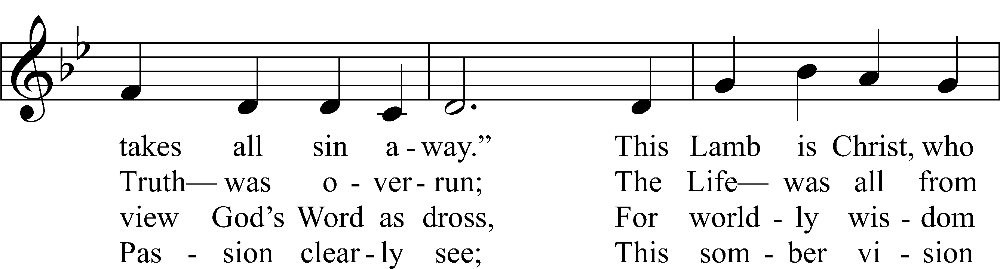 takes all sin a - way.” This Lamb is Christ, who
Truth— was o - ver - run; The Life— was all from
view God’s Word as dross, For world - ly wis - dom
Pas - sion clear - ly see; This som - ber vi - sion